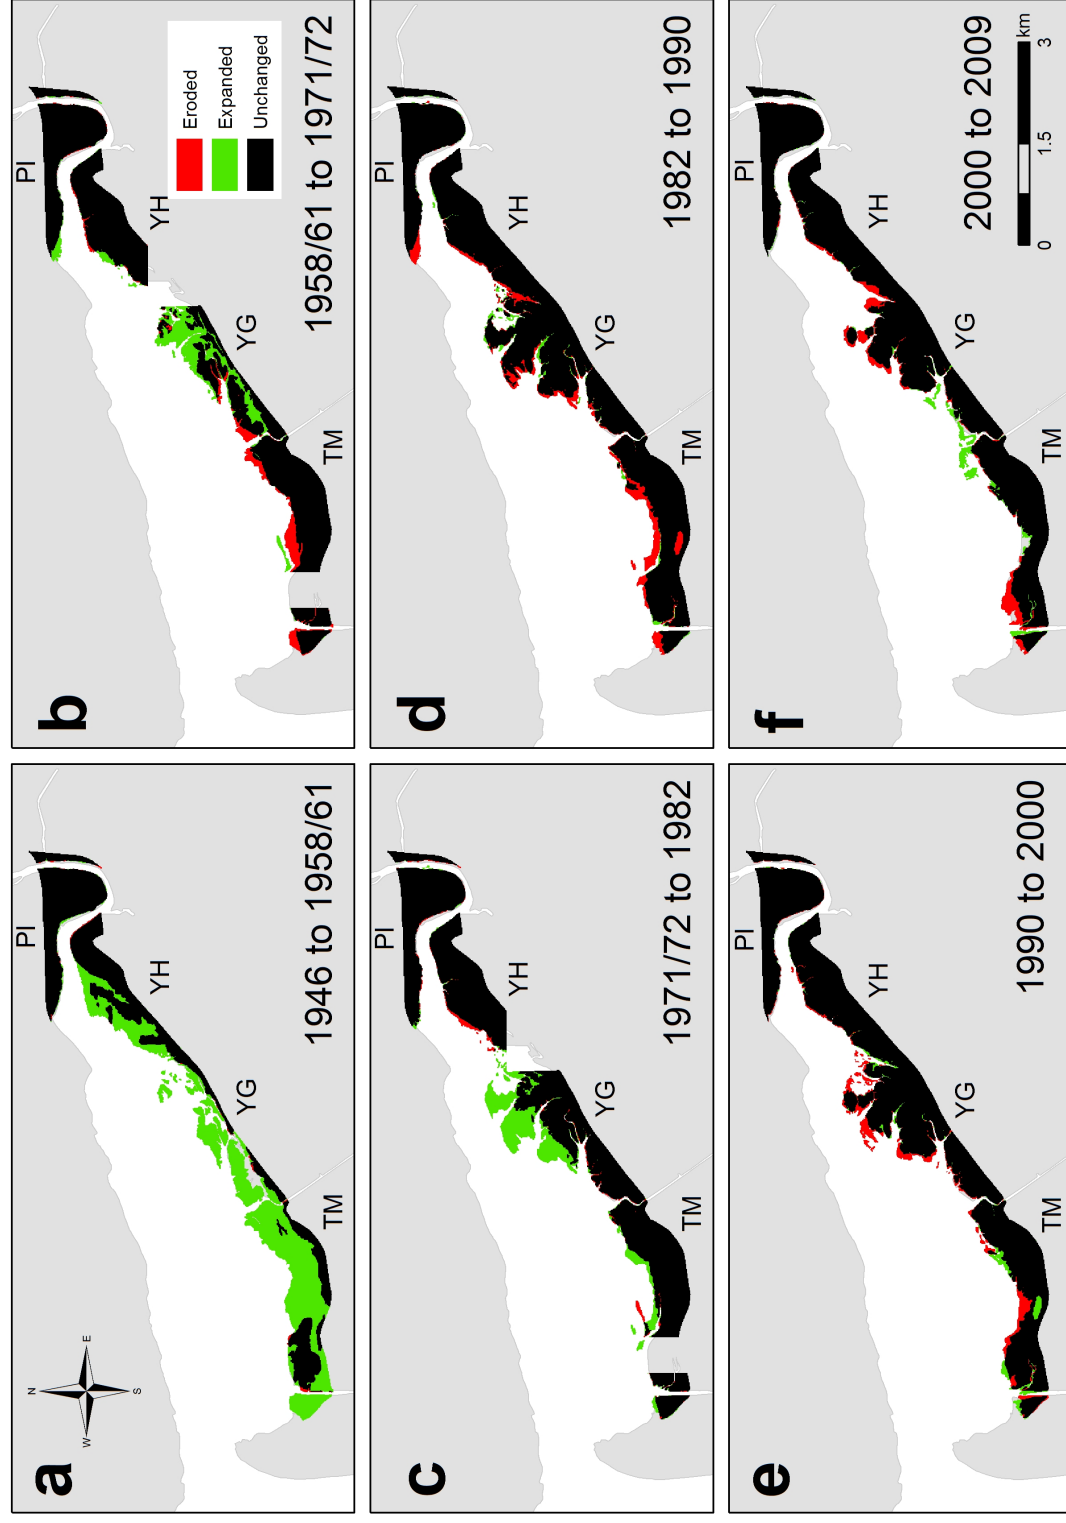 a
N
W
E
S
PI
YH
YG
TM
1946 to 1958/61
b
PI
YH
YG
TM
Eroded
Expanded
Unchanged
1958/61 to 1971/72
c
PI
YH
YG
TM
1971/72 to 1982
d
PI
YH
YG
TM
1982 to 1990
e
PI
YH
YG
TM
1990 to 2000
f
PI
YH
YG
TM
2000 to 2009
km
0 1.5 3